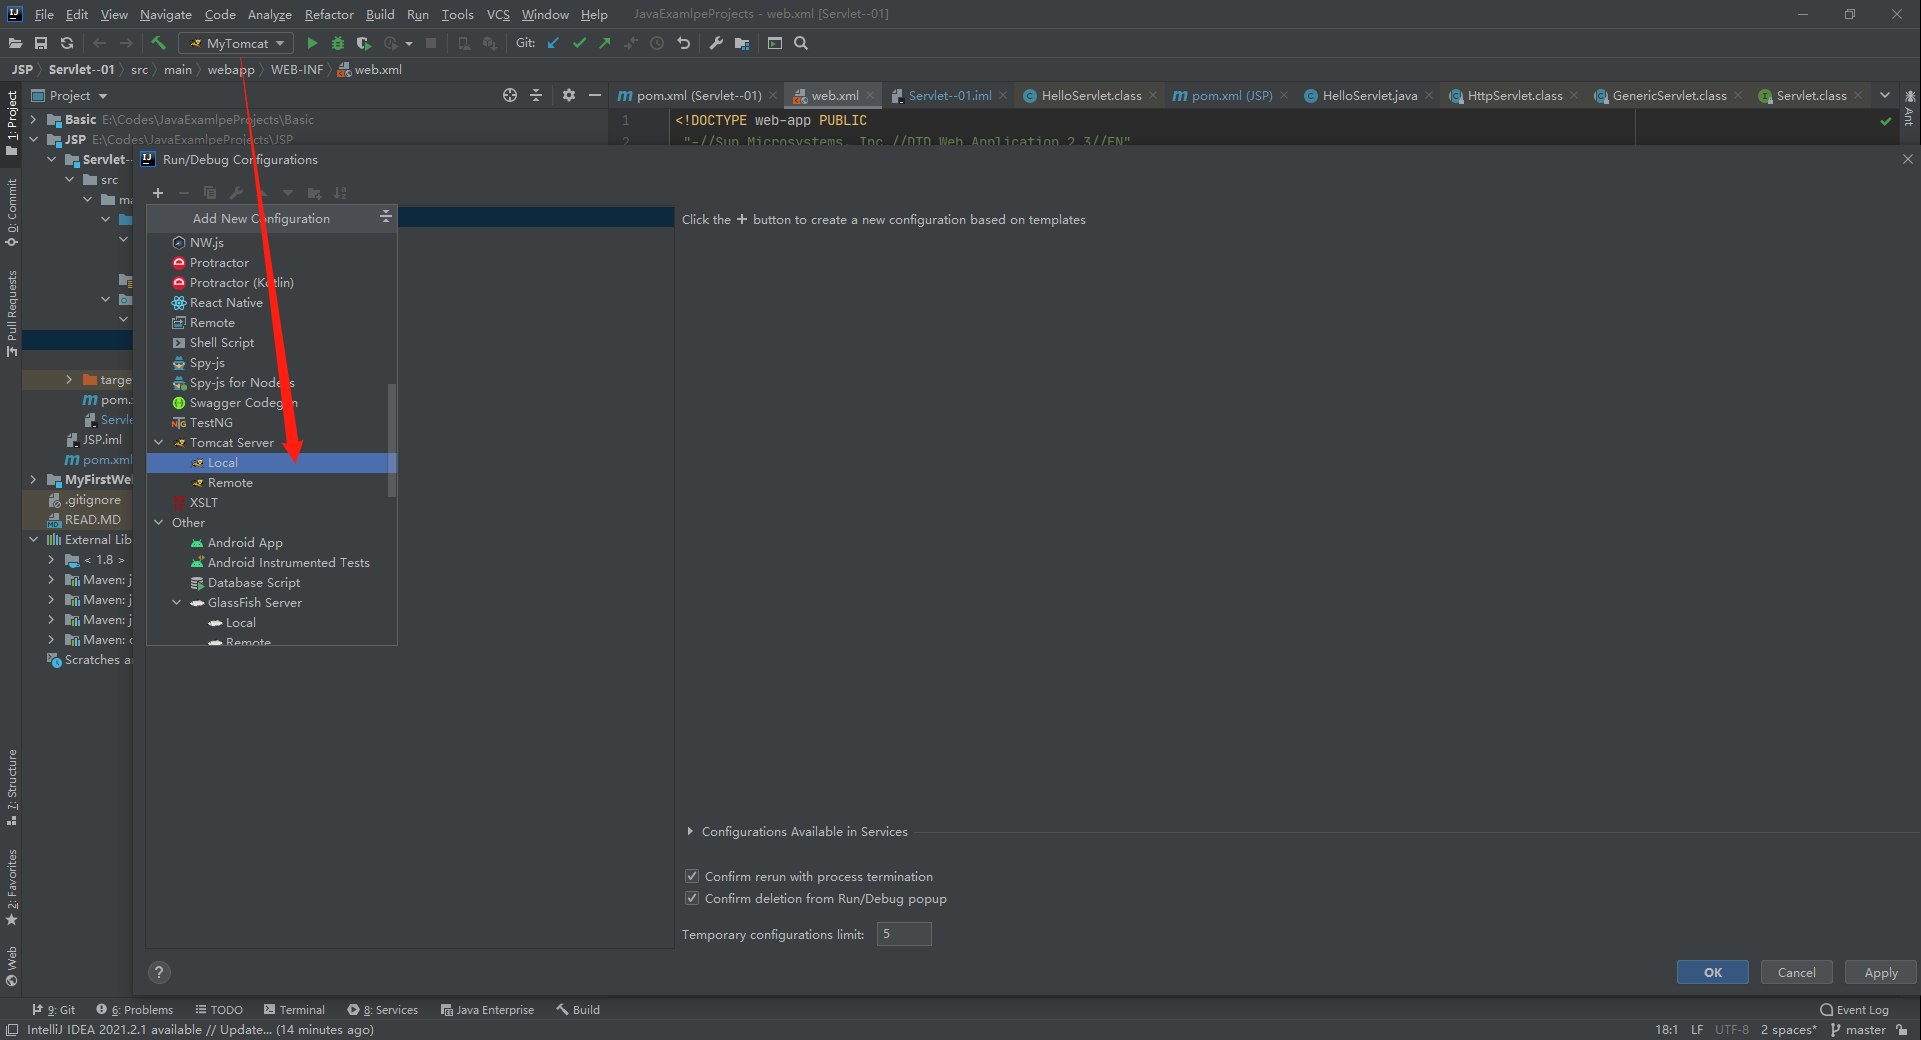 File Edit View Navigate Code Analyze Refactor Build Run Tools VCS Window Help JavaExamlpeProjects - web.xml [Servlet--01]
MyTomcat Git:
JSP Servlet--01 src main webapp WEB-INF web.xml
Project
pom.xml (Servlet--01) web.xml Servlet--01.iml HelloServlet.class pom.xml (JSP) HelloServlet.java HttpServlet.class GenericServlet.class Servlet.class
1: Project
0: Commit
Pull Requests
7: Structure
2: Favorites
Web
Ant
Basic E:\Codes\JavaExamlpeProjects\Basic
JSP E:\Codes\JavaExamlpeProjects\JSP
Servlet-
src
ma
targe
pom.
Servle
JSP.iml
pom.xml
MyFirstWe
.gitignore
READ.MD
External Lib
< 1.8 >
Maven: j
Maven: j
Maven: j
Maven: c
Scratches a
1 <!DOCTYPE web-app PUBLIC
2 "-//Sun Microsystems, Inc.//DTD Web Application 2.3//EN"
Run/Debug Configurations
Add New Configuration
NW.js
Protractor
Protractor (Kotlin)
React Native
Remote
Shell Script
Spy-js
Spy-js for Node.js
Swagger Codegen
TestNG
Tomcat Server
Local
Remote
XSLT
Other
Android App
Android Instrumented Tests
Database Script
GlassFish Server
Local
Remote
Click the + button to create a new configuration based on templates
Configurations Available in Services
Confirm rerun with process termination
Confirm deletion from Run/Debug popup
Temporary configurations limit: 5
? OK Cancel Apply
9: Git 6: Problems TODO Terminal 8: Services Java Enterprise Build Event Log
IntelliJ IDEA 2021.2.1 available // Update... (14 minutes ago) 18:1 LF UTF-8 2 spaces* master